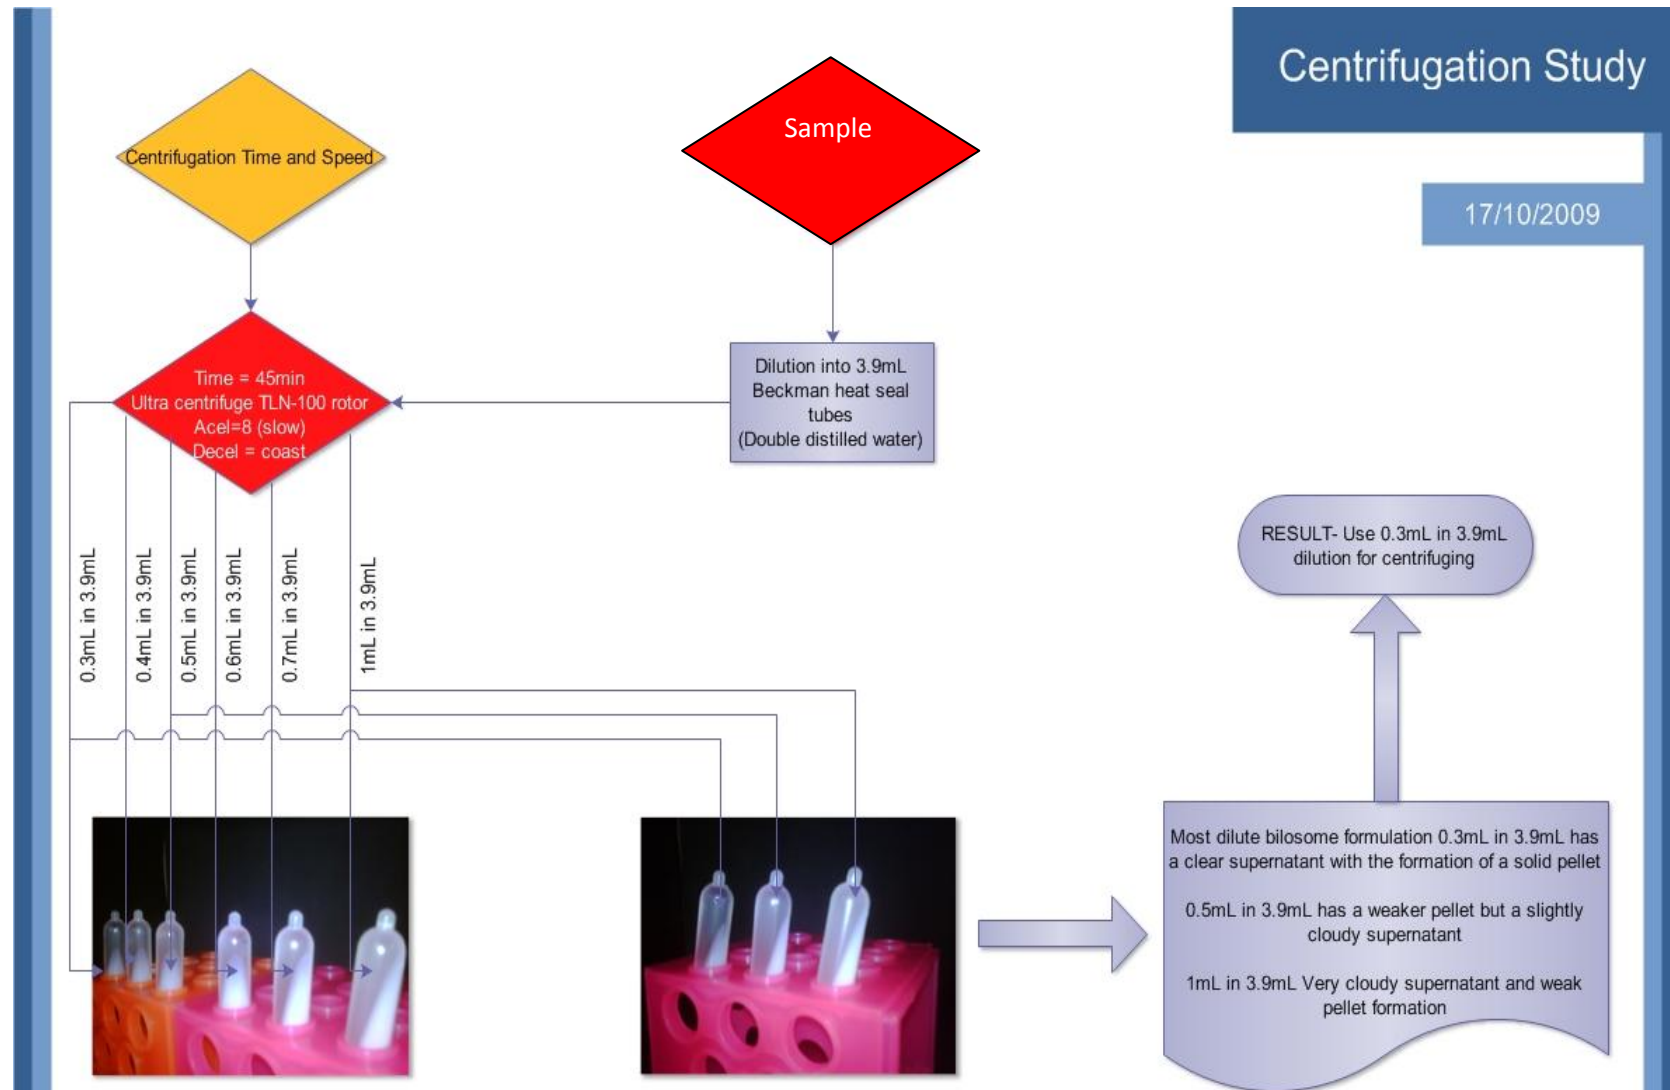 Centrifugation Study
17/10/2009
Centrifugation Time and Speed
Sample
Time = 45min
Ultra centrifuge TLN-100 rotor
Acel=8 (slow)
Decel = coast
Dilution into 3.9mL
Beckman heat seal
tubes
(Double distilled water)
0.3mL in 3.9mL
0.4mL in 3.9mL
0.5mL in 3.9mL
0.6mL in 3.9mL
0.7mL in 3.9mL
1mL in 3.9mL
RESULT- Use 0.3mL in 3.9mL
dilution for centrifuging
Most dilute bilosome formulation 0.3mL in 3.9mL has
a clear supernatant with the formation of a solid pellet
0.5mL in 3.9mL has a weaker pellet but a slightly
cloudy supernatant
1mL in 3.9mL Very cloudy supernatant and weak
pellet formation